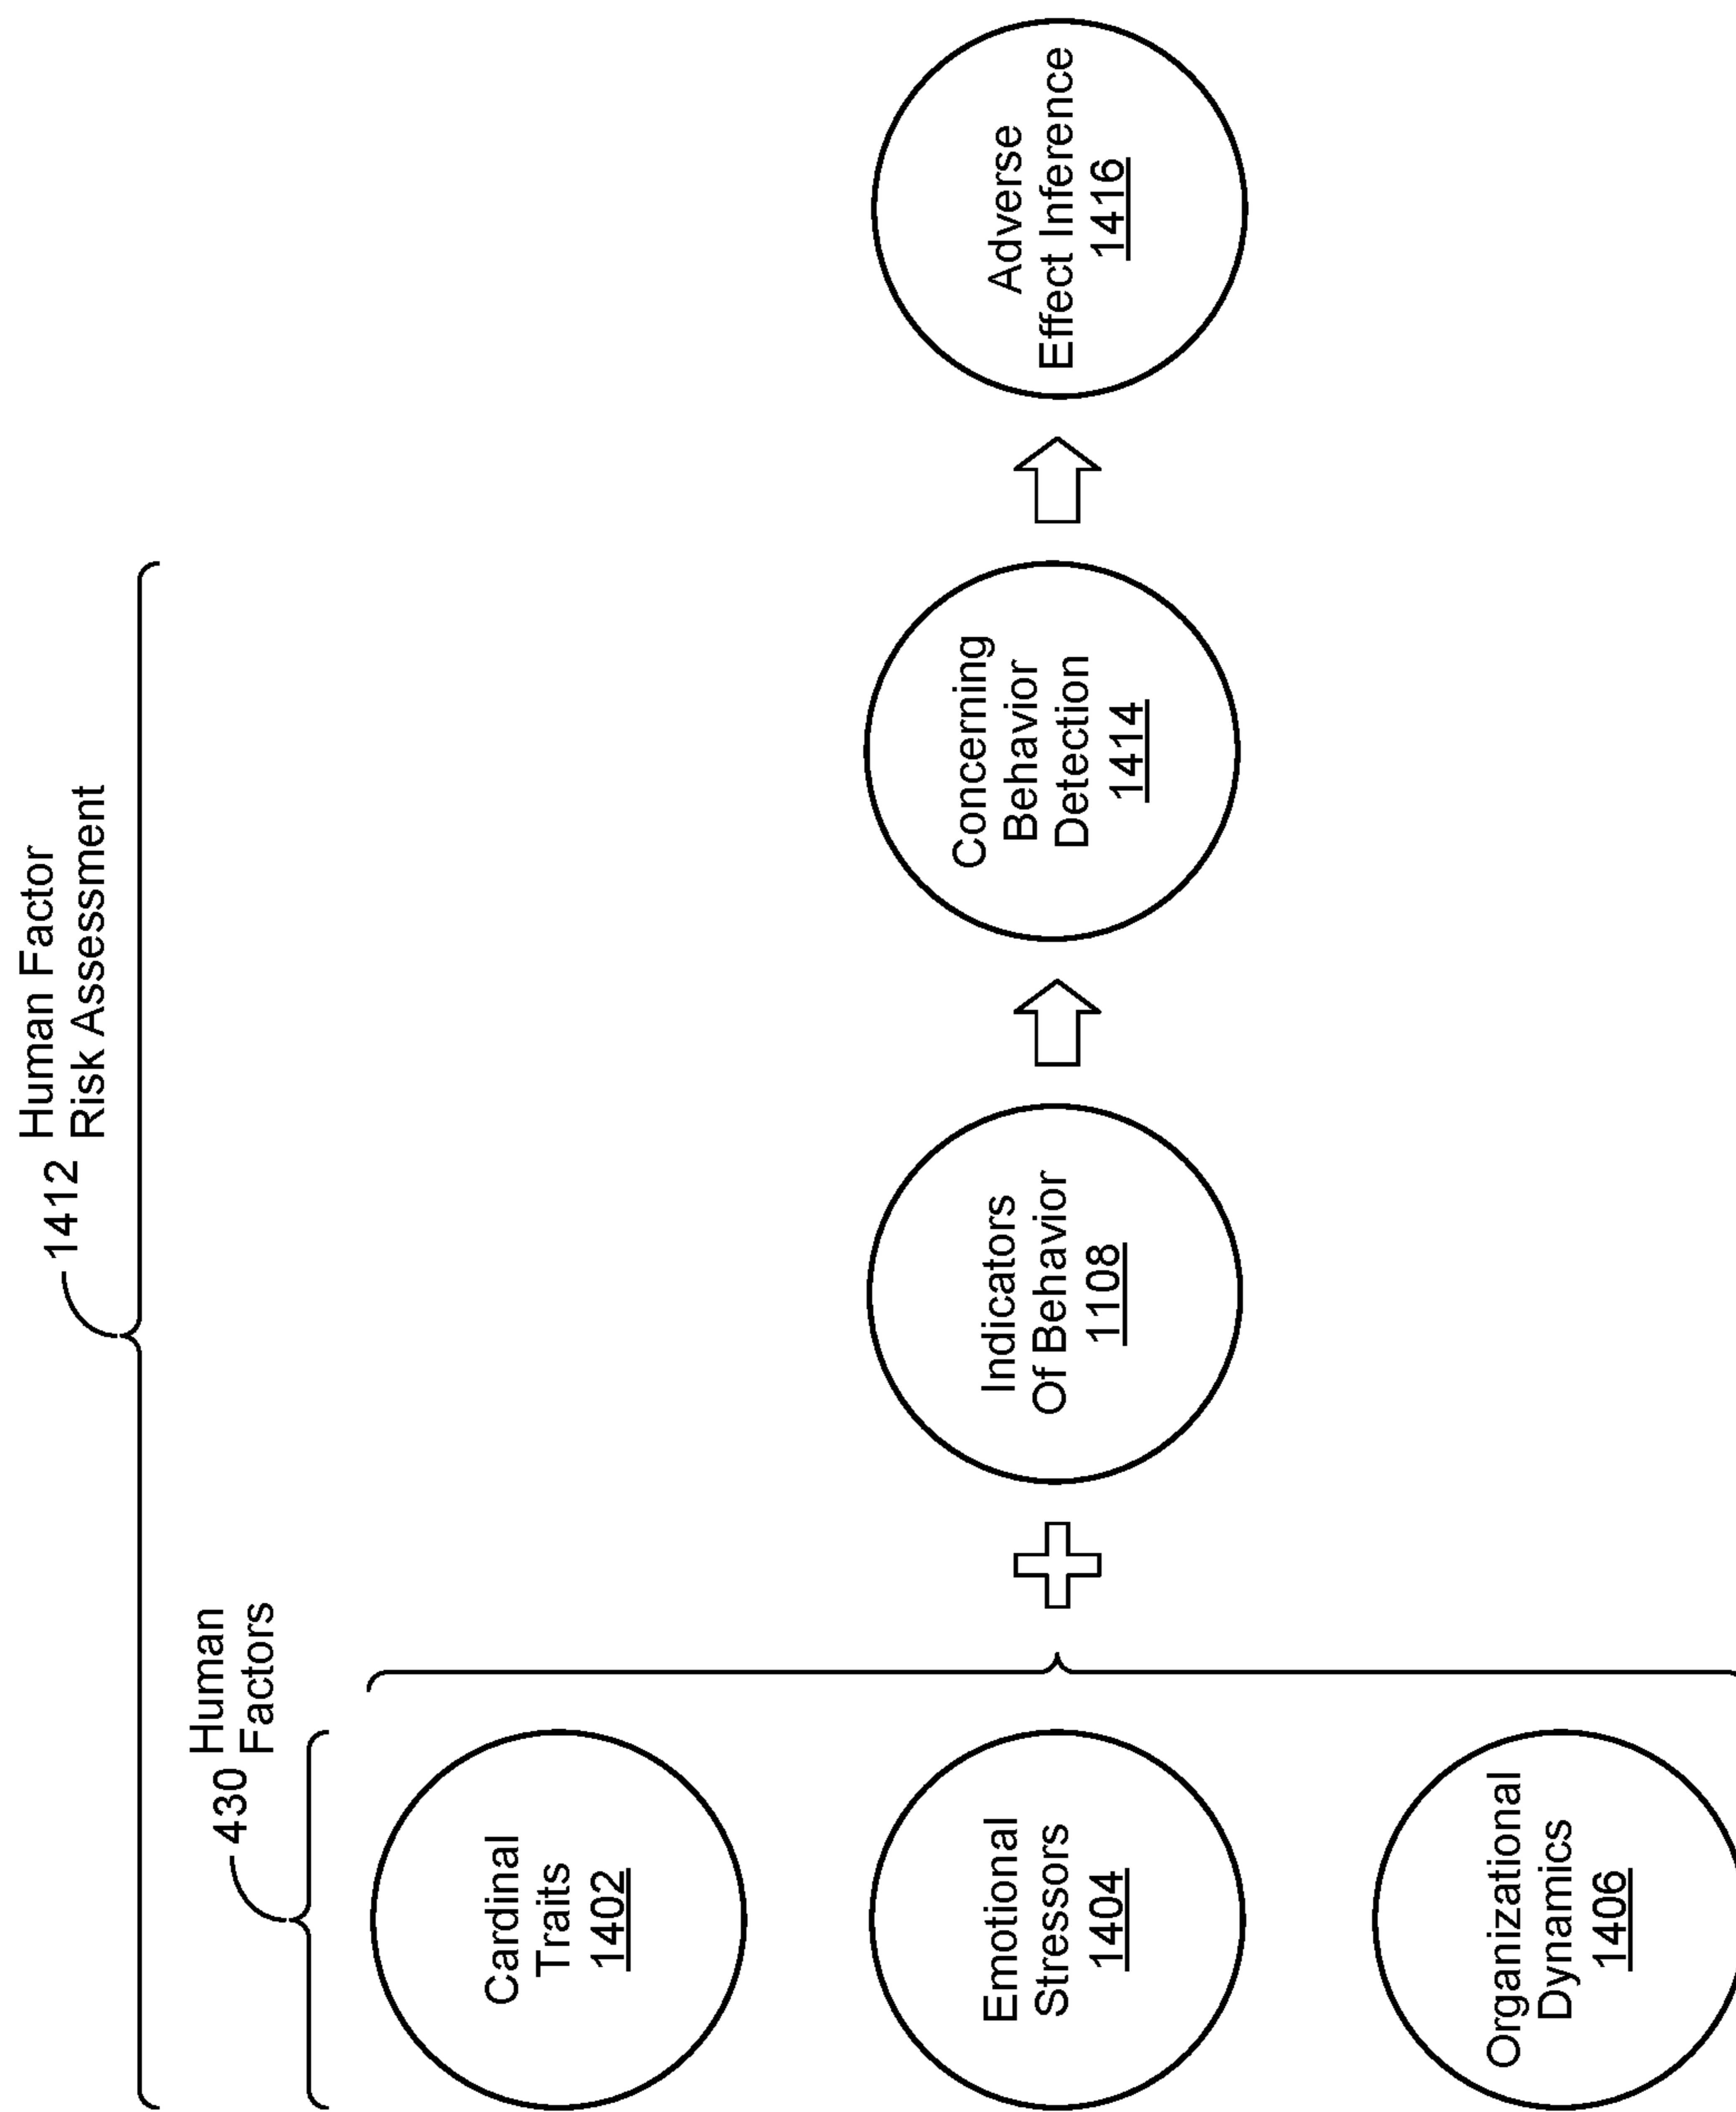 1412
Human Factor
Risk Assessment
430
Human
Factors
Cardinal
Traits
1402
Emotional
Stressors
1404
Organizational
Dynamics
1406
Indicators
Of Behavior
1108
Concerning
Behavior
Detection
1414
Adverse
Effect Inference
1416